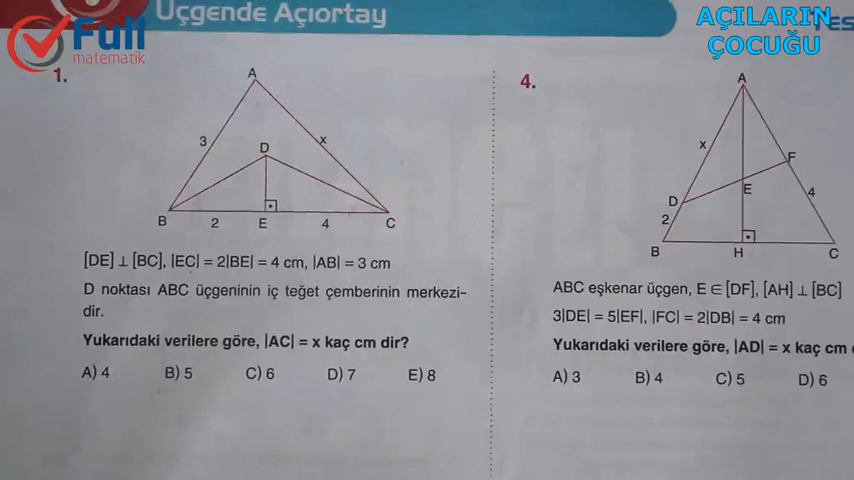 Üçgende Açıortay
AÇILARIN
ÇOCUĞU
TES
Full
matematik
1.
A
3
x
D
B
2
E
4
C
[DE] ⊥ [BC], |EC| = 2|BE| = 4 cm, |AB| = 3 cm
D noktası ABC üçgeninin iç teğet çemberinin merkezi-
dir.
Yukarıdaki verilere göre, |AC| = x kaç cm dir?
A) 4 B) 5 C) 6 D) 7 E) 8
4.
A
x
F
E
D
4
2
B
H
C
ABC eşkenar üçgen, E ∈ [DF], [AH] ⊥ [BC]
3|DE| = 5|EF|, |FC| = 2|DB| = 4 cm
Yukarıdaki verilere göre, |AD| = x kaç cm
A) 3 B) 4 C) 5 D) 6